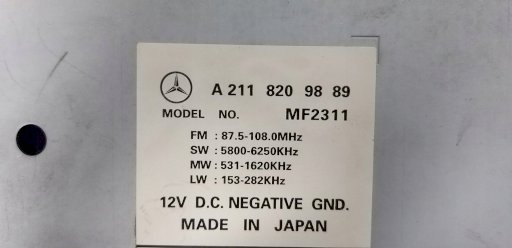 A 211 820 98 89
MODEL NO. MF2311
FM : 87.5-108.0MHz
SW : 5800-6250KHz
MW : 531-1620KHz
LW : 153-282KHz
12V D.C. NEGATIVE GND.
MADE IN JAPAN